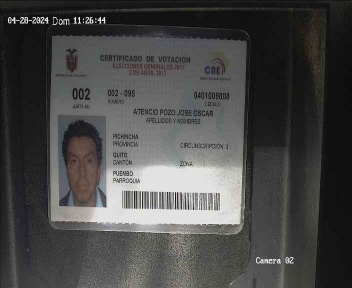 04-28-2024 Dom 11:26:44
CERTIFICADO DE VOTACIÓN
ELECCIONES GENERALES 2017
2 DE ABRIL 2017
CNE
002
JUNTA No
002 - 095
NÚMERO
0401009808
CÉDULA
ATENCIO POZO JOSE OSCAR
APELLIDOS Y NOMBRES
PICHINCHA
PROVINCIA
CIRCUNSCRIPCIÓN: 3
QUITO
CANTÓN
ZONA:
PUEMBO
PARROQUIA
Camera 02